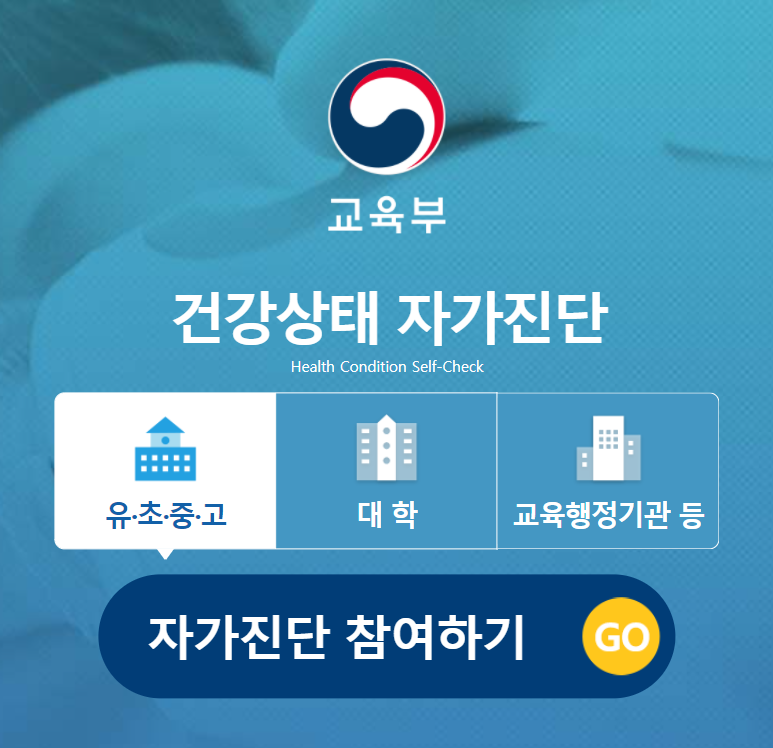 교육부
건강상태 자가진단
Health Condition Self-Check
유·초·중·고
대 학
교육행정기관 등
자가진단 참여하기 GO